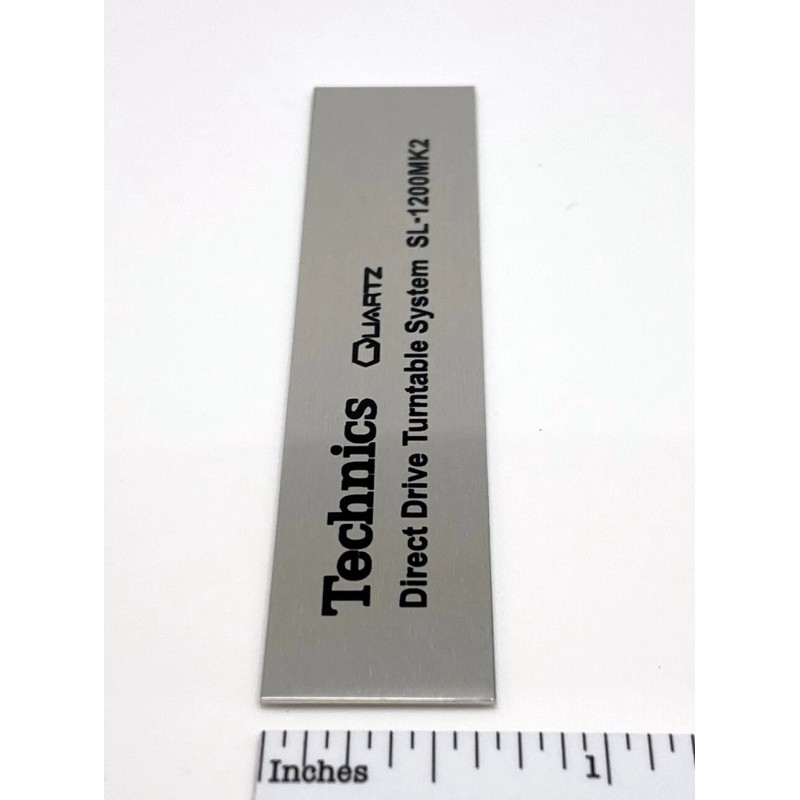 Technics QUARTZ
Direct Drive Turntable System SL-1200MK2
Inches 1